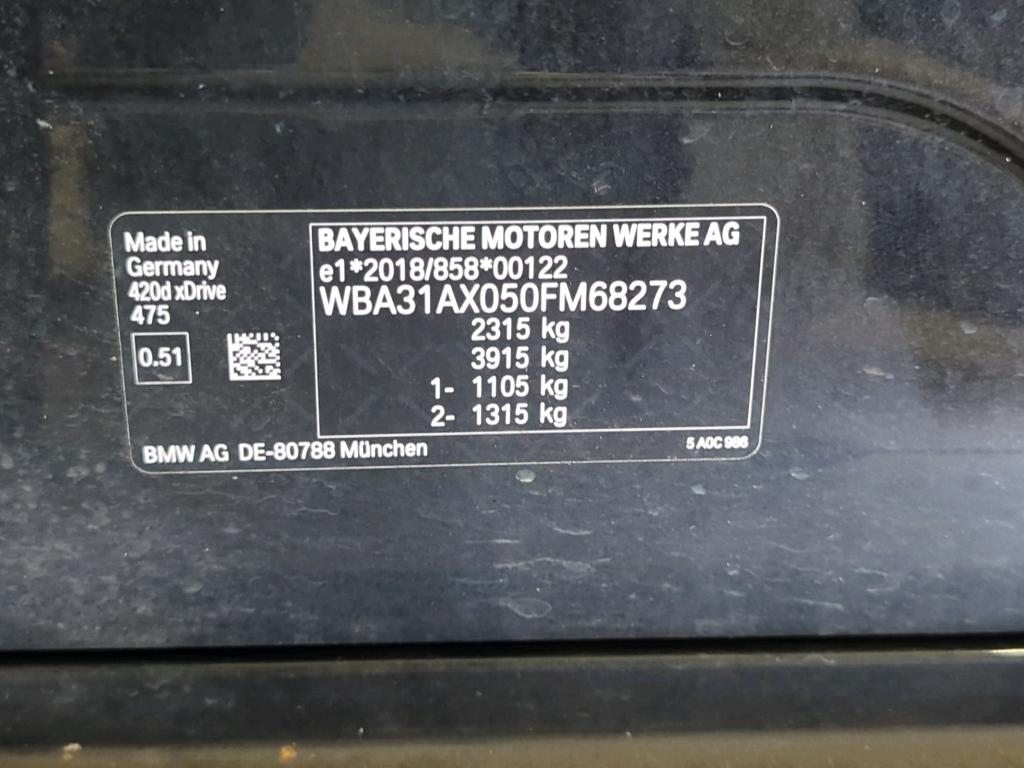 Made in
Germany
420d xDrive
475
0.51
BAYERISCHE MOTOREN WERKE AG
e1*2018/858*00122
WBA31AX050FM68273
2315 kg
3915 kg
1- 1105 kg
2- 1315 kg
BMW AG DE-80788 München
5 A0C 986